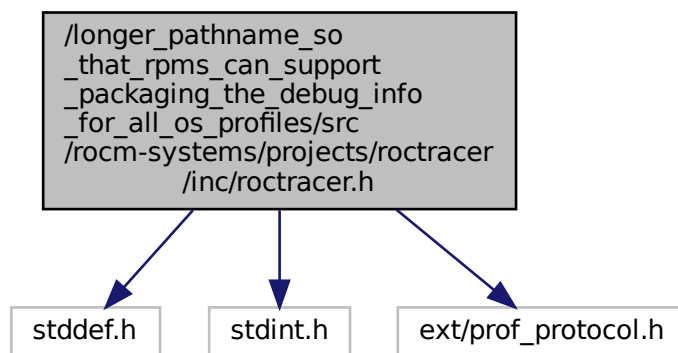 /longer_pathname_so
_that_rpms_can_support
_packaging_the_debug_info
_for_all_os_profiles/src
/rocm-systems/projects/roctracer
/inc/roctracer.h
stddef.h
stdint.h
ext/prof_protocol.h